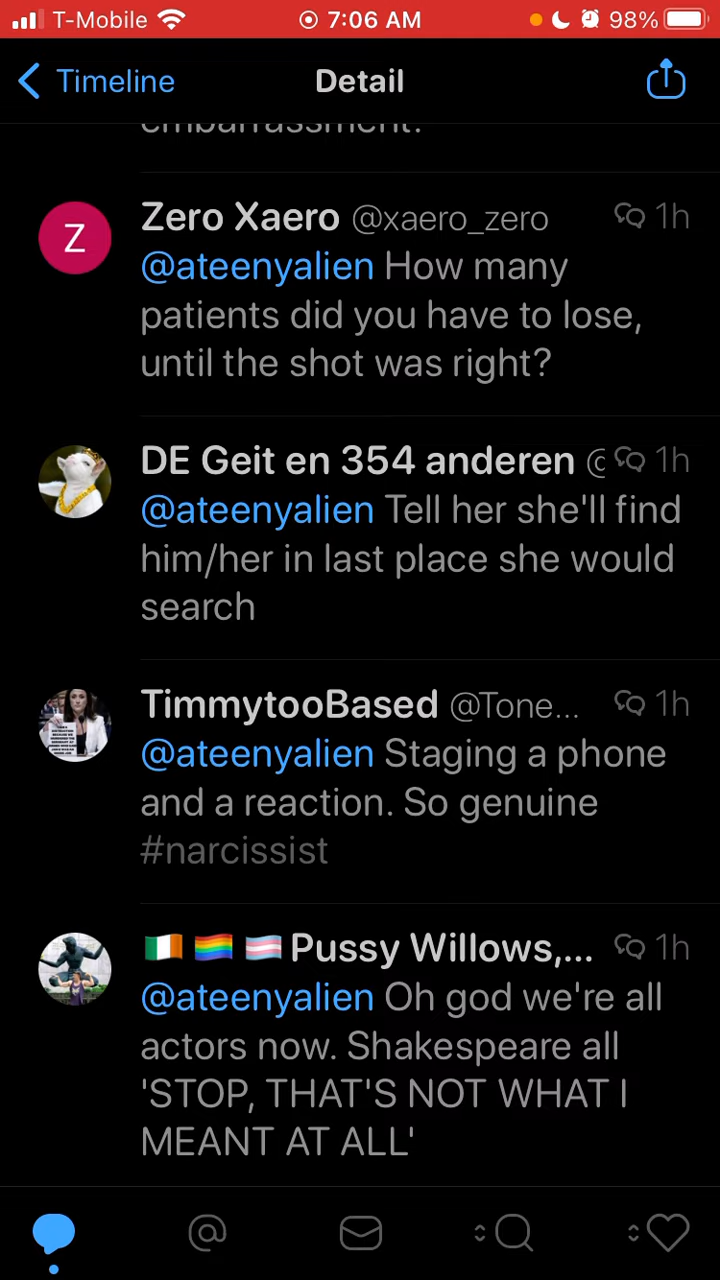 T-Mobile 7:06 AM 98%
Timeline Detail
embarrassment.
Z
Zero Xaero @xaero_zero 1h
@ateenyalien How many
patients did you have to lose,
until the shot was right?
DE Geit en 354 anderen @ 1h
@ateenyalien Tell her she'll find
him/her in last place she would
search
TimmytooBased @Tone... 1h
@ateenyalien Staging a phone
and a reaction. So genuine
#narcissist
🇮🇪 🏳️‍🌈 🏳️‍⚧️ Pussy Willows,... 1h
@ateenyalien Oh god we're all
actors now. Shakespeare all
'STOP, THAT'S NOT WHAT I
MEANT AT ALL'
@